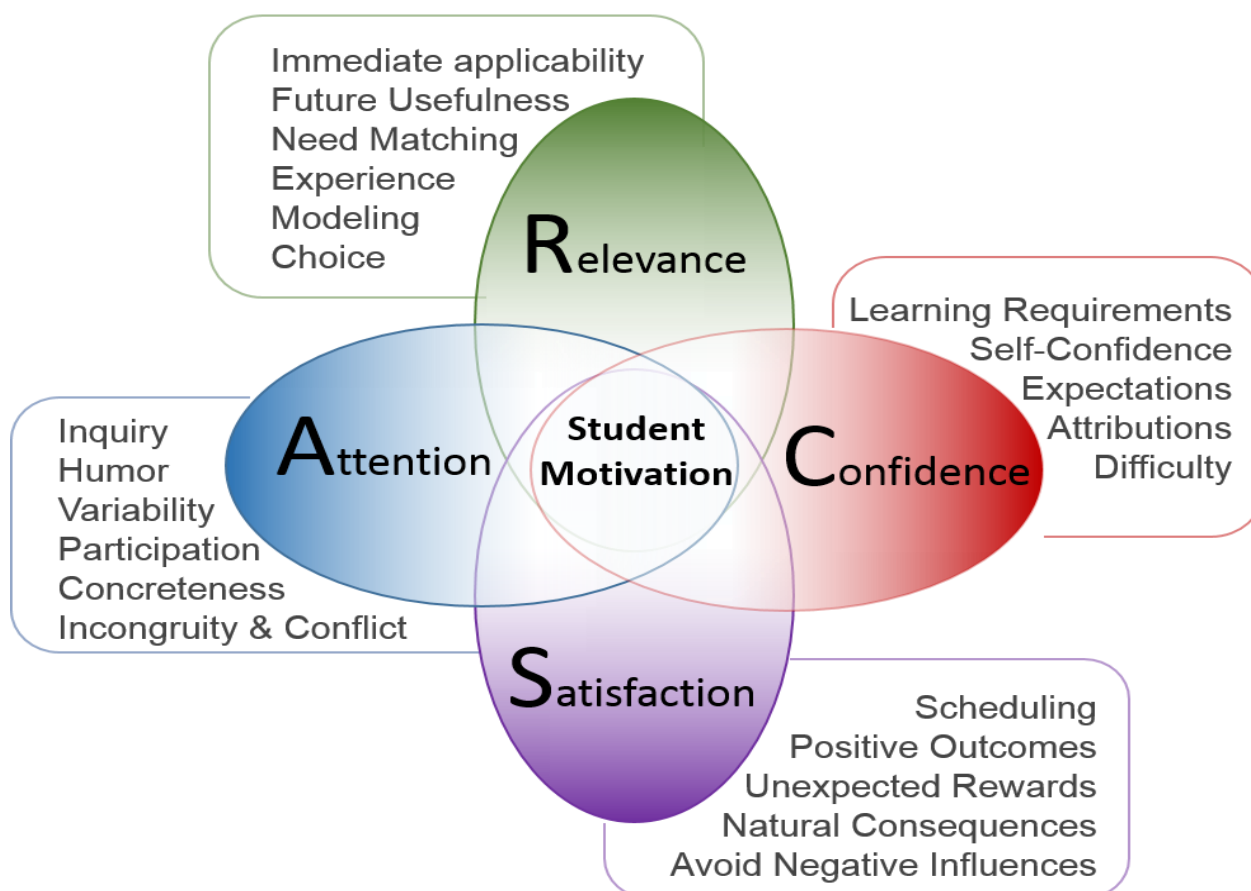 Immediate applicability
Future Usefulness
Need Matching
Experience
Modeling
Choice
Relevance
Learning Requirements
Self-Confidence
Expectations
Attributions
Difficulty
Inquiry
Humor
Variability
Participation
Concreteness
Incongruity & Conflict
Attention
Student
Motivation
Confidence
Satisfaction
Scheduling
Positive Outcomes
Unexpected Rewards
Natural Consequences
Avoid Negative Influences